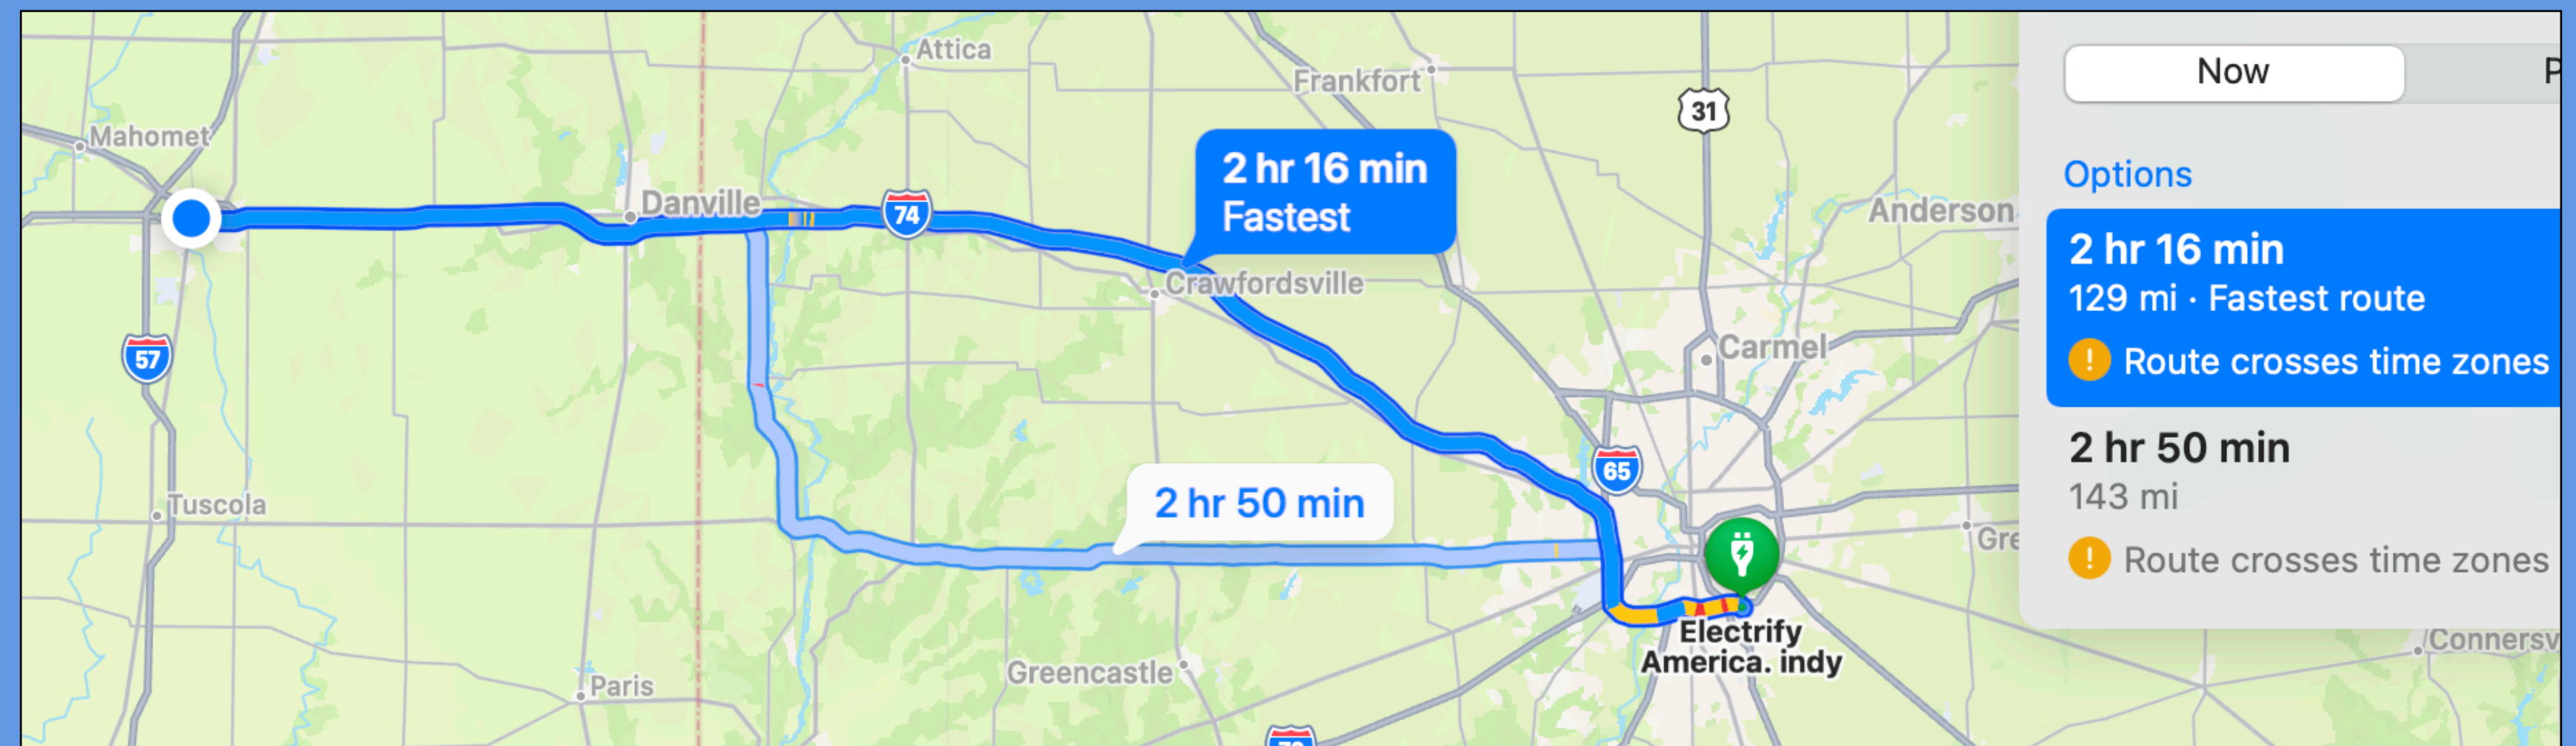 Attica
Frankfort
31
Now
Mahomet
2 hr 16 min
Fastest
Options
Danville
74
Anderson
2 hr 16 min
129 mi · Fastest route
! Route crosses time zones
Crawfordsville
57
Carmel
65
2 hr 50 min
143 mi
! Route crosses time zones
2 hr 50 min
Tuscola
Electrify
America. indy
Greencastle
Paris